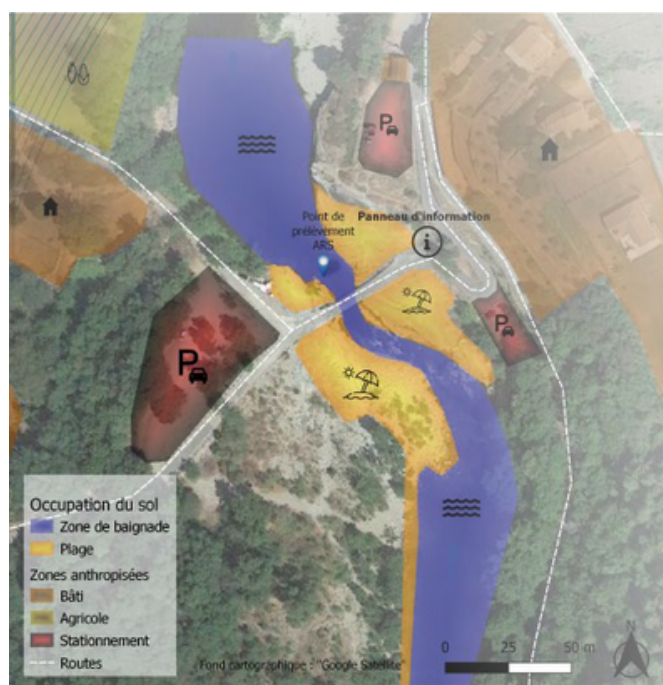 P
Point de
prélèvement
ARS
Panneau d'information
i
P
P
Occupation du sol
Zone de baignade
Plage
Zones anthropisées
Bâti
Agricole
Stationnement
Routes
Fond cartographique : "Google Satellite"
0 25 50 m
N